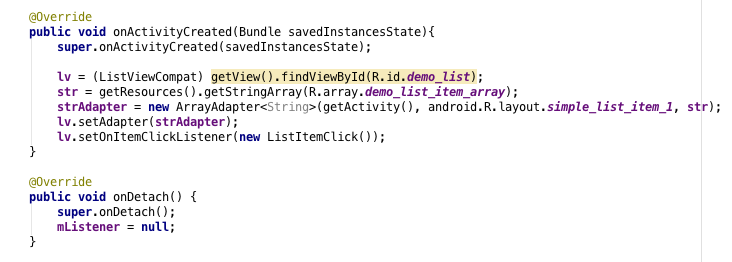 @Override
public void onActivityCreated(Bundle savedInstancesState){
    super.onActivityCreated(savedInstancesState);

    lv = (ListViewCompat) getView().findViewById(R.id.demo_list);
    str = getResources().getStringArray(R.array.demo_list_item_array);
    strAdapter = new ArrayAdapter<String>(getActivity(), android.R.layout.simple_list_item_1, str);
    lv.setAdapter(strAdapter);
    lv.setOnItemClickListener(new ListItemClick());
}

@Override
public void onDetach() {
    super.onDetach();
    mListener = null;
}